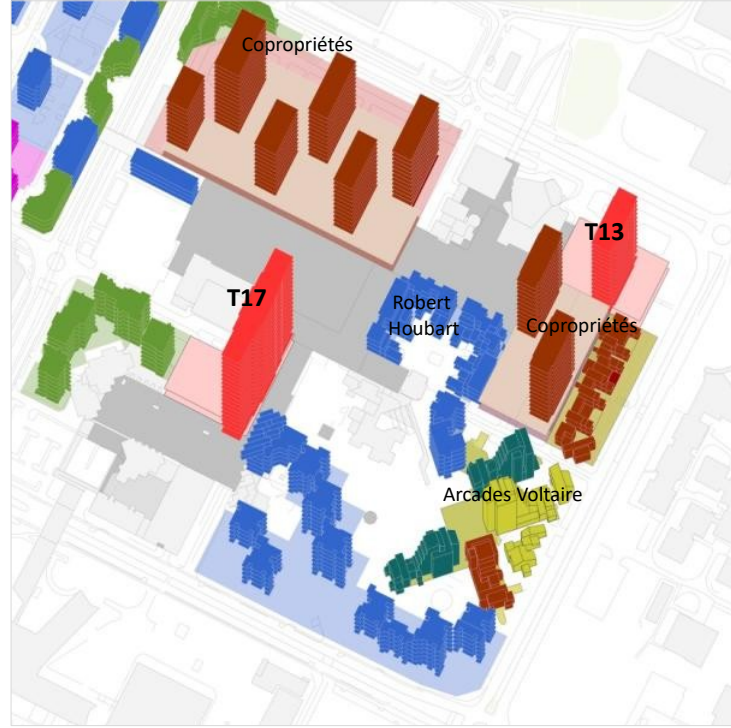 Copropriétés
T13
T17
Robert
Houbart
Copropriétés
Arcades Voltaire